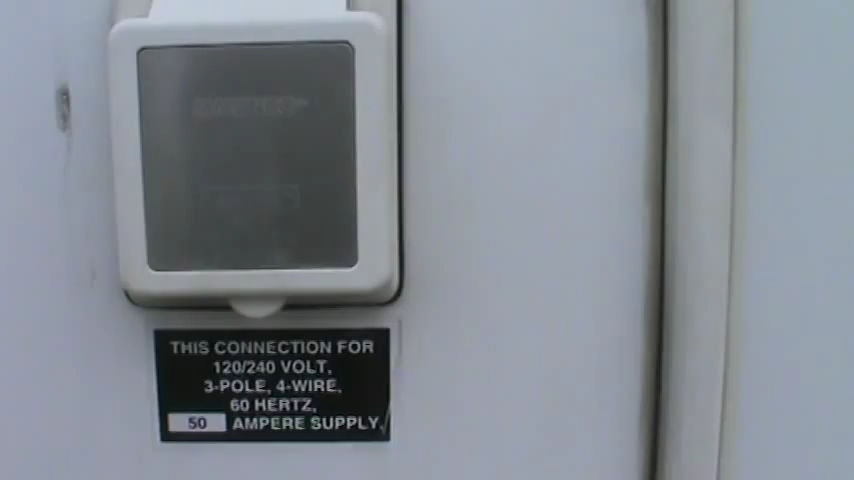 THIS CONNECTION FOR
120/240 VOLT,
3-POLE, 4-WIRE,
60 HERTZ,
50 AMPERE SUPPLY.